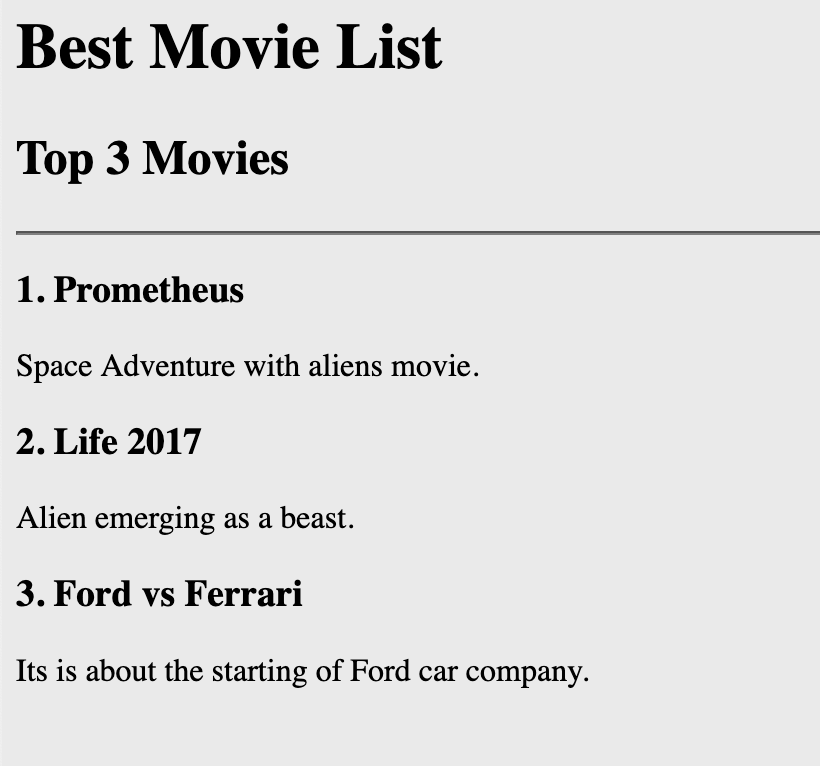 Best Movie List
Top 3 Movies
1. Prometheus
Space Adventure with aliens movie.
2. Life 2017
Alien emerging as a beast.
3. Ford vs Ferrari
Its is about the starting of Ford car company.